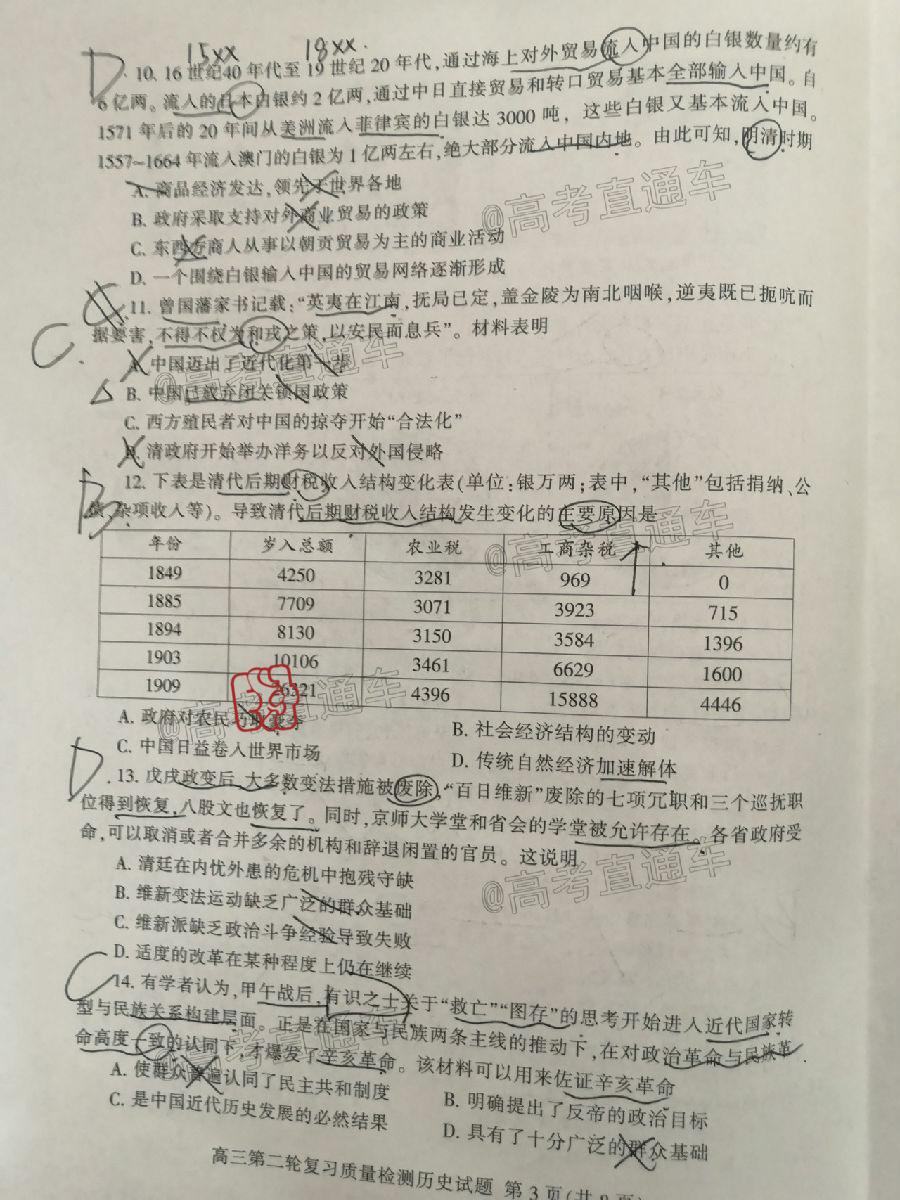 15xx 18xx.
D
10. 16 世纪40 年代至 19 世纪 20 年代，通过海上对外贸易流入中国的白银数量约有
6 亿两。流入的日本白银约 2 亿两，通过中日直接贸易和转口贸易基本全部输入中国。自
1571 年后的 20 年间从美洲流入菲律宾的白银达 3000 吨，这些白银又基本流入中国。
1557~1664 年流入澳门的白银为 1 亿两左右，绝大部分流入中国内地。由此可知，明清时期
A. 商品经济发达，领先于世界各地
B. 政府采取支持对外商业贸易的政策
C. 东西方商人从事以朝贡贸易为主的商业活动
D. 一个围绕白银输入中国的贸易网络逐渐形成
@高考直通车
C.
11. 曾国藩家书记载：“英夷在江南，抚局已定，盖金陵为南北咽喉，逆夷既已扼吭而
据要害，不得不权为和戎之策，以安民而息兵”。材料表明
A. 中国迈出了近代化第一步
B. 中国已放弃闭关锁国政策
C. 西方殖民者对中国的掠夺开始“合法化”
D. 清政府开始举办洋务以反对外国侵略
@高考直通车
B
12. 下表是清代后期财税收入结构变化表(单位：银万两；表中，“其他”包括捐纳、公
债、杂项收入等)。导致清代后期财税收入结构发生变化的主要原因是
@高考直通车
年份 岁入总额 农业税 工商杂税 其他
1849 4250 3281 969 0
1885 7709 3071 3923 715
1894 8130 3150 3584 1396
1903 10106 3461 6629 1600
1909 26321 4396 15888 4446
A. 政府对农民巧取豪夺
B. 社会经济结构的变动
C. 中国日益卷入世界市场
D. 传统自然经济加速解体
@高考直通车
D
13. 戊戌政变后，大多数变法措施被废除，“百日维新”废除的七项冗职和三个巡抚职
位得到恢复，八股文也恢复了。同时，京师大学堂和省会的学堂被允许存在。各省政府受
命，可以取消或者合并多余的机构和辞退闲置的官员。这说明
A. 清廷在内忧外患的危机中抱残守缺
B. 维新变法运动缺乏广泛的群众基础
C. 维新派缺乏政治斗争经验导致失败
D. 适度的改革在某种程度上仍在继续
@高考直通车
C
14. 有学者认为，甲午战后，有识之士关于“救亡”“图存”的思考开始进入近代国家转
型与民族关系构建层面，正是在国家与民族两条主线的推动下，在对政治革命与民族革
命高度一致的认同下，才爆发了辛亥革命。该材料可以用来佐证辛亥革命
A. 使群众普遍认同了民主共和制度
B. 明确提出了反帝的政治目标
C. 是中国近代历史发展的必然结果
D. 具有了十分广泛的群众基础
@高考直通车
高三第二轮复习质量检测历史试题 第 3 页(共 8 页)